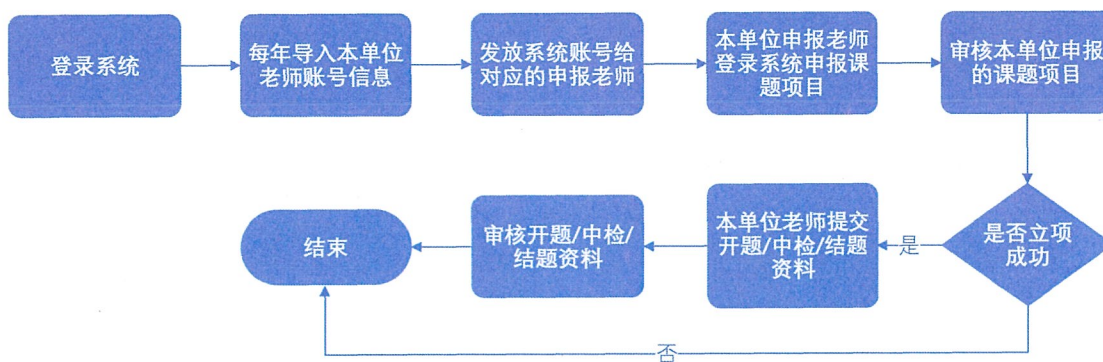 登录系统
每年导入本单位
老师账号信息
发放系统账号给
对应的申报老师
本单位申报老师
登录系统申报课
题项目
审核本单位申报
的课题项目
是否立项
成功
是
本单位老师提交
开题/中检/结题
资料
审核开题/中检/
结题资料
结束
否